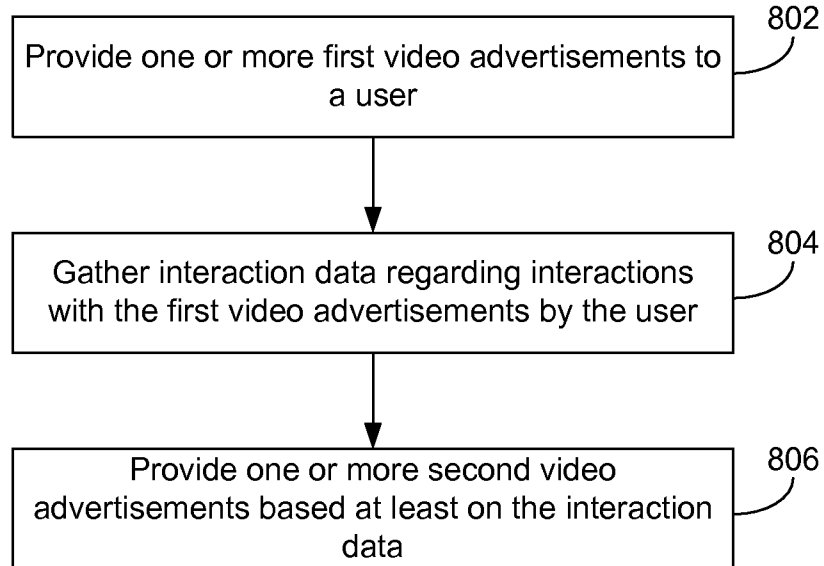 802
Provide one or more first video advertisements to
a user
804
Gather interaction data regarding interactions
with the first video advertisements by the user
806
Provide one or more second video
advertisements based at least on the interaction
data